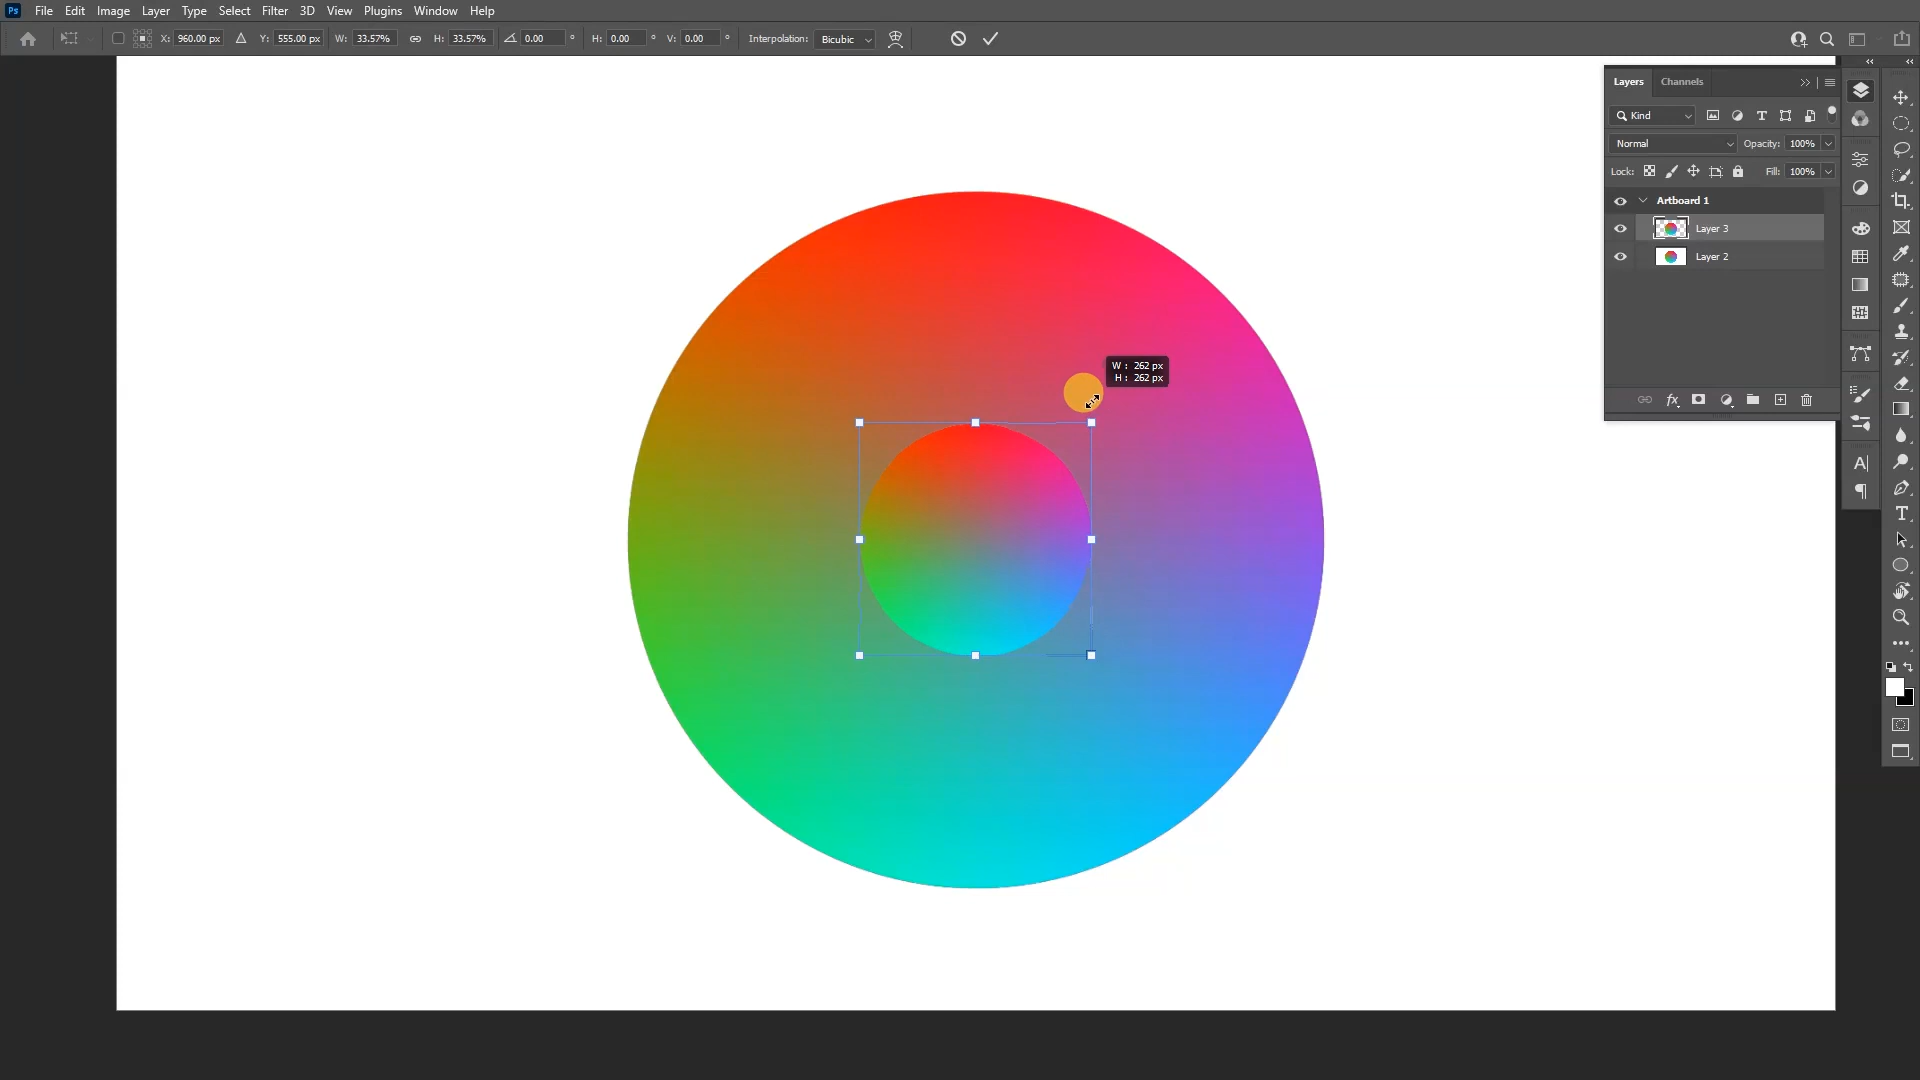 Ps File Edit Image Layer Type Select Filter 3D View Plugins Window Help
X: 960.00 px Y: 555.00 px W: 33.57% H: 33.57% 0.00 ° H: 0.00 ° V: 0.00 ° Interpolation: Bicubic
Layers Channels
Kind
Normal Opacity: 100%
Lock: Fill: 100%
Artboard 1
Layer 3
Layer 2
fx
W : 262 px
H : 262 px